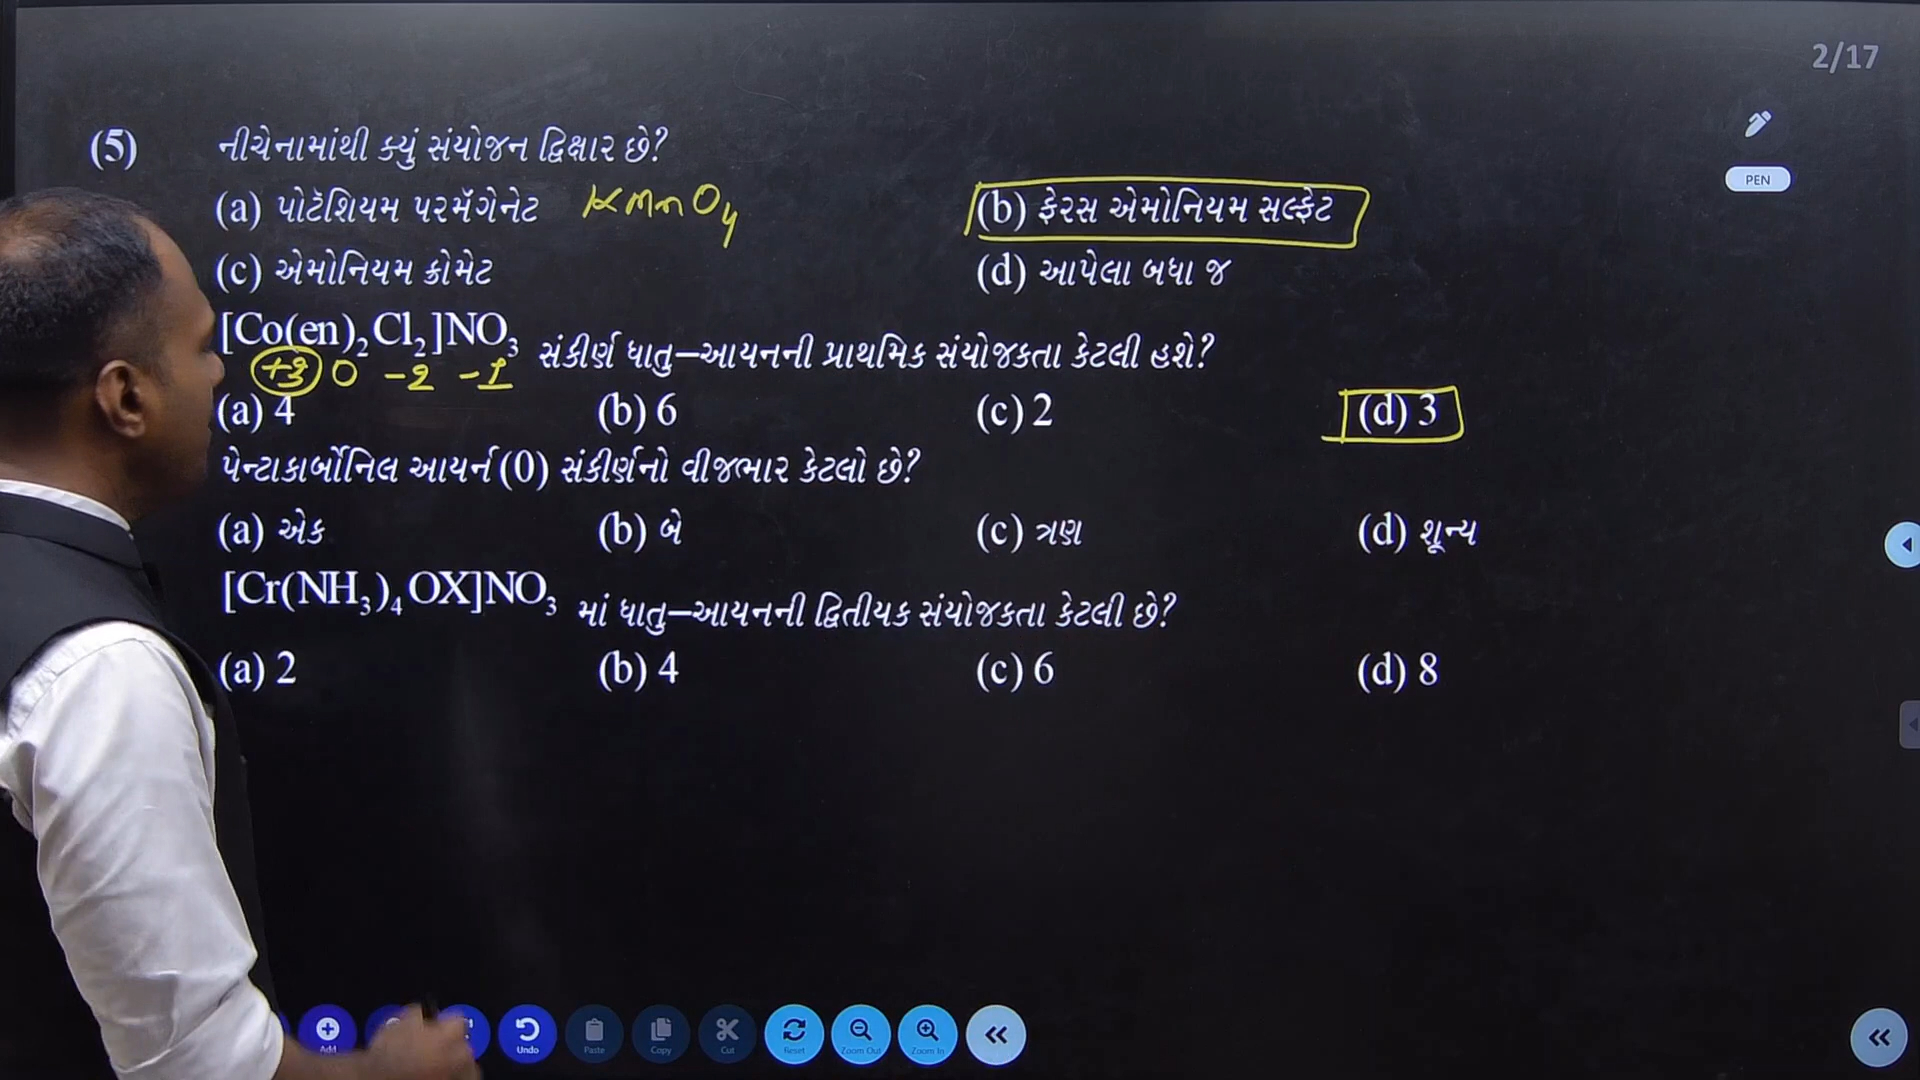 2/17
PEN
(5) નીચેનામાંથી ક્યું સંયોજન દ્વિક્ષાર છે?
(a) પોટૅશિયમ પરમૅગેનેટ KMnO₄ (b) ફેરસ એમોનિયમ સલ્ફેટ
(c) એમોનિયમ ક્રોમેટ (d) આપેલા બધા જ
[Co(en)₂Cl₂]NO₃ સંકીર્ણ ધાતુ–આયનની પ્રાથમિક સંયોજકતા કેટલી હશે?
+3 0 -2 -1
(a) 4 (b) 6 (c) 2 (d) 3
પેન્ટાકાર્બોનિલ આયર્ન (0) સંકીર્ણનો વીજભાર કેટલો છે?
(a) એક (b) બે (c) ત્રણ (d) શૂન્ય
[Cr(NH₃)₄OX]NO₃ માં ધાતુ–આયનની દ્વિતીયક સંયોજકતા કેટલી છે?
(a) 2 (b) 4 (c) 6 (d) 8
Add Undo Paste Copy Cut Reset Zoom Out Zoom In